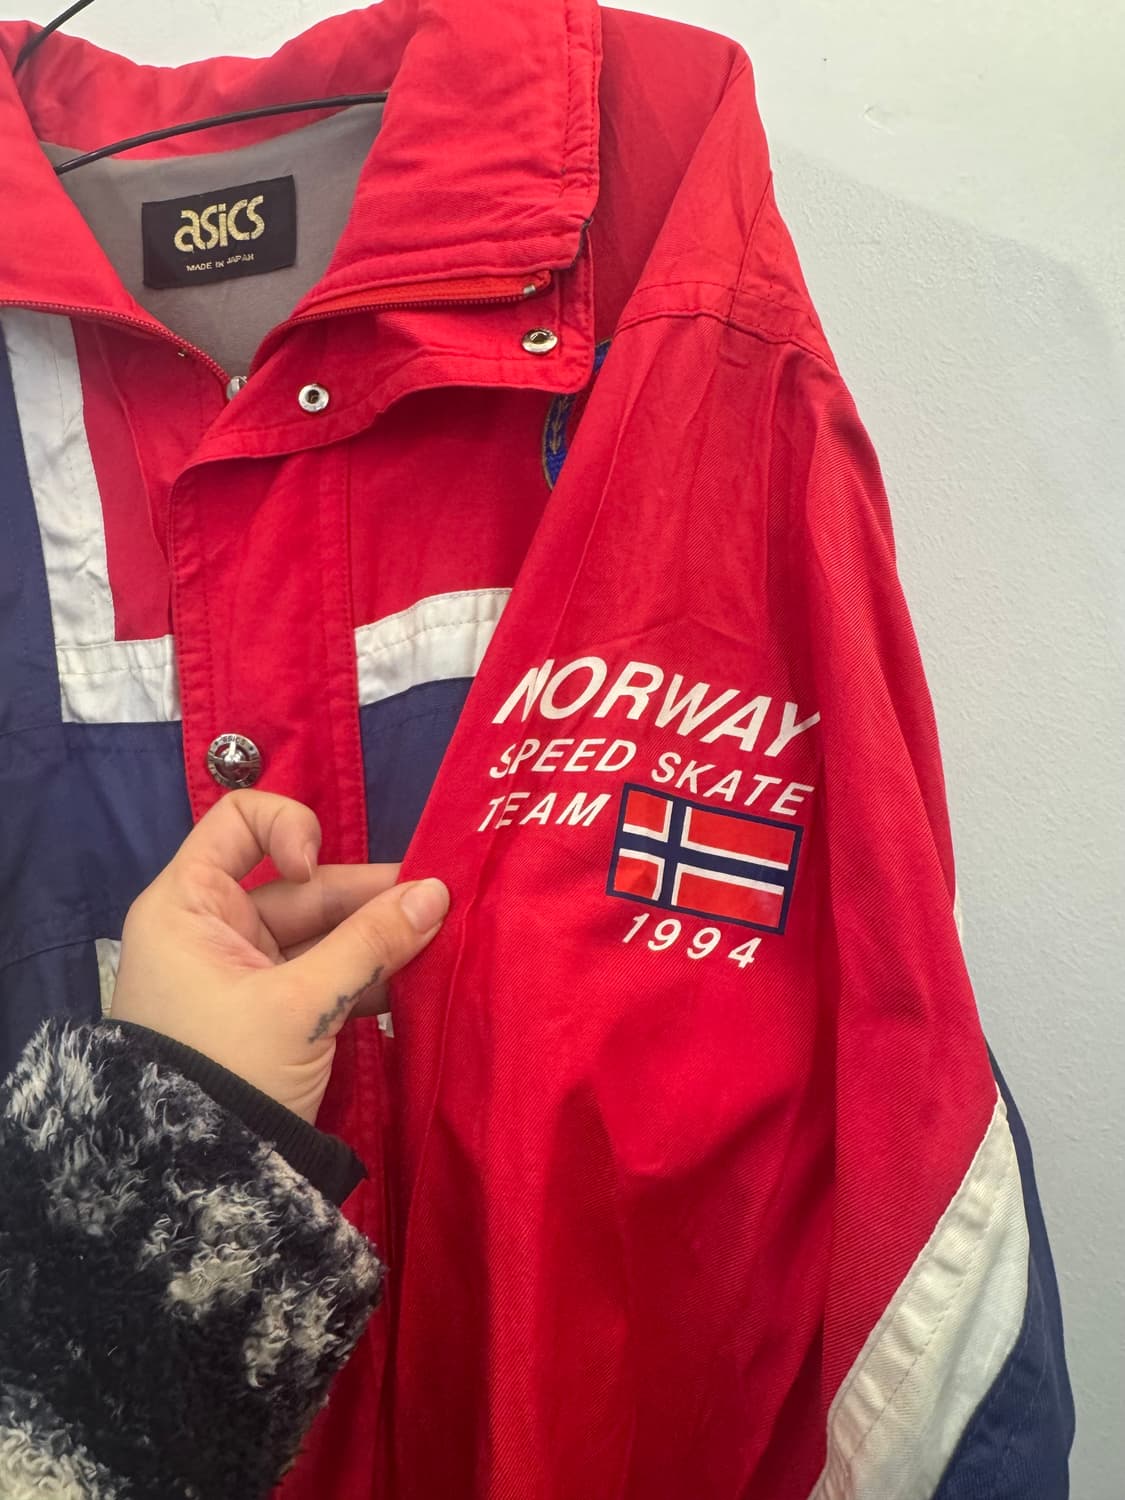 asics
MADE IN JAPAN
NORWAY
SPEED SKATE
TEAM
1994